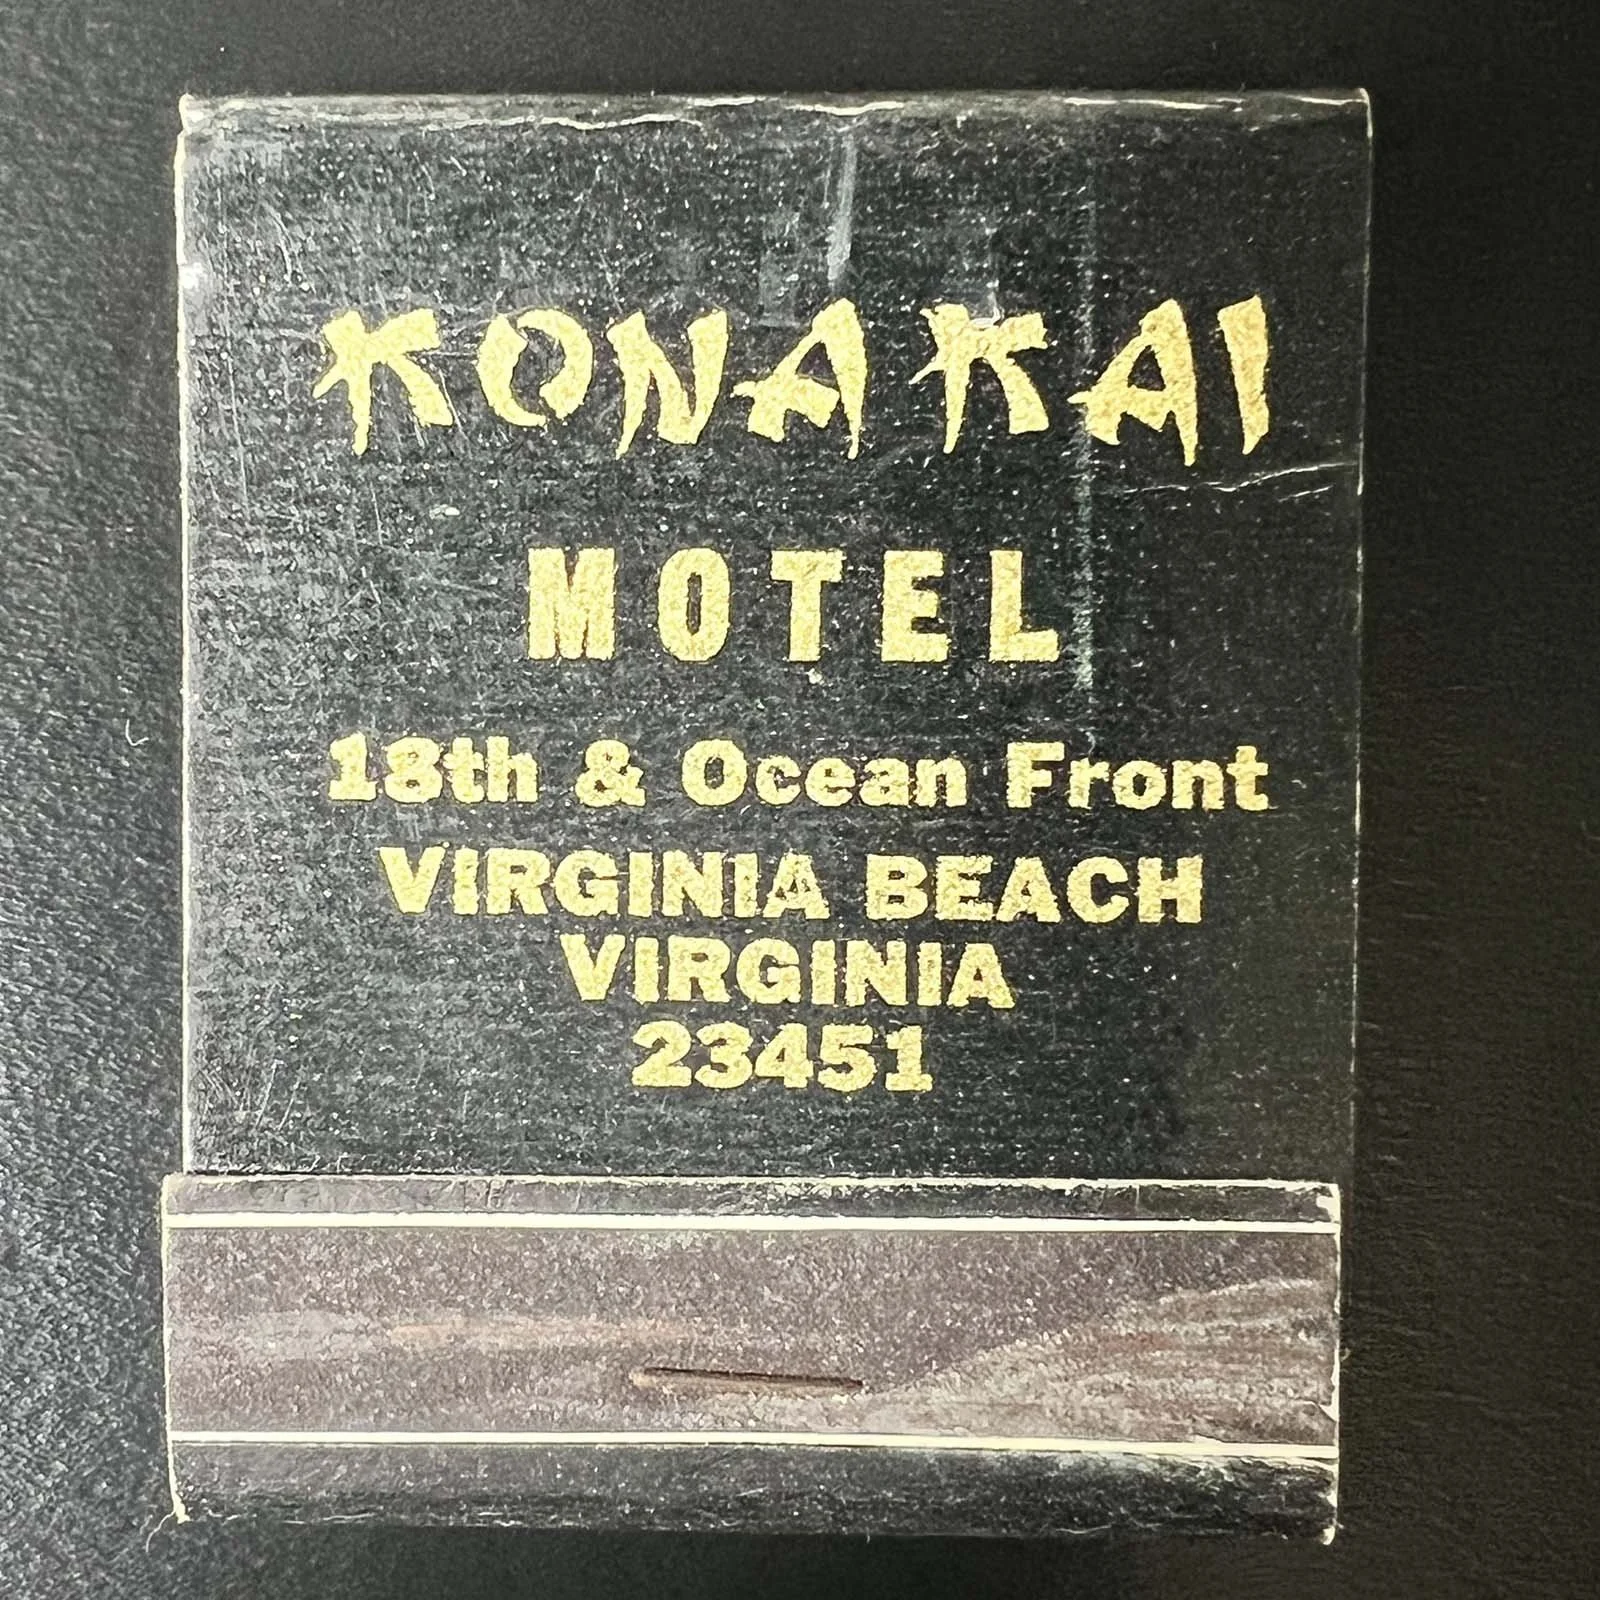 KONA KAI
MOTEL
18th & Ocean Front
VIRGINIA BEACH
VIRGINIA
23451